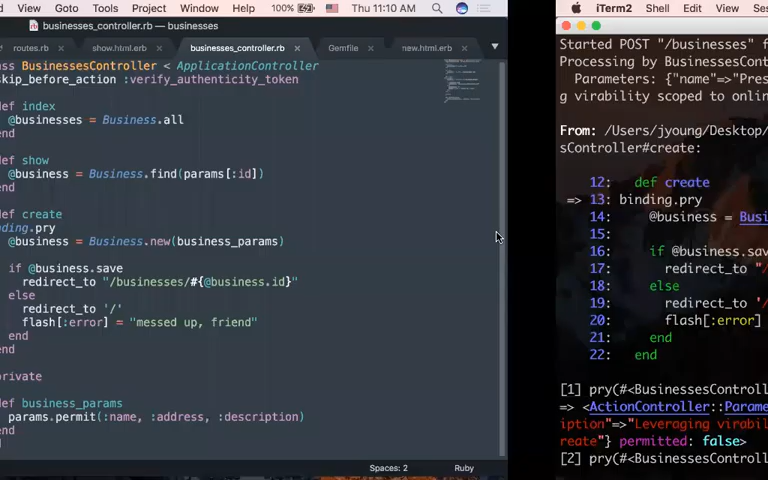 Goto Tools Project Window Help 100% Thu 11:10 AM
businesses_controller.rb — businesses
routes.rb × show.html.erb × businesses_controller.rb × Gemfile × new.html.erb ×
ass BusinessesController < ApplicationController
skip_before_action :verify_authenticity_token
def index
@businesses = Business.all
end
def show
@business = Business.find(params[:id])
end
def create
nding.pry
@business = Business.new(business_params)
if @business.save
redirect_to "/businesses/#{@business.id}"
else
redirect_to '/'
flash[:error] = "messed up, friend"
end
end
private
def business_params
params.permit(:name, :address, :description)
end
Spaces: 2 Ruby
iTerm2 Shell Edit View Ses
Started POST "/businesses" f
Processing by BusinessesCont
Parameters: {"name"=>"Pres
g virability scoped to onlin
From: /Users/jyoung/Desktop/
sController#create:
12: def create
=> 13: binding.pry
14: @business = Busi
15:
16: if @business.sav
17: redirect_to "/
18: else
19: redirect_to '/
20: flash[:error]
21: end
22: end
[1] pry(#<BusinessesControll
=> <ActionController::Parame
iption"=>"Leveraging virabil
reate"} permitted: false>
[2] pry(#<BusinessesControll